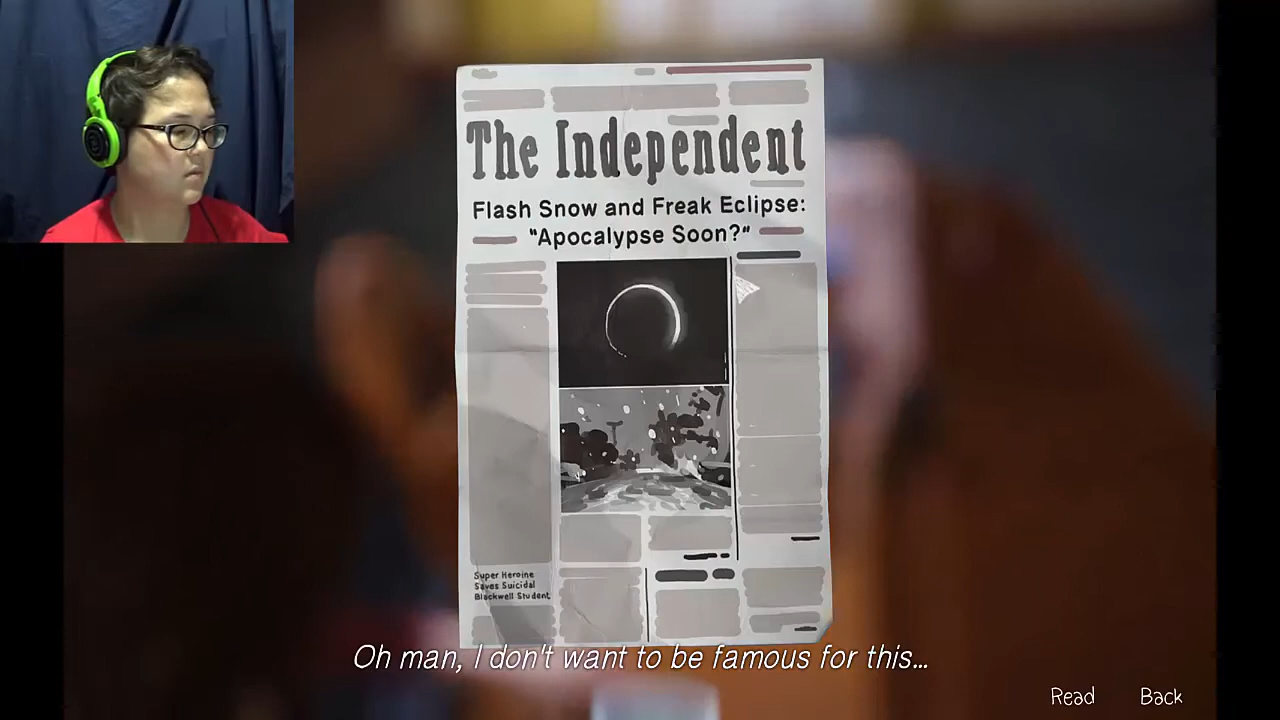 The Independent
Flash Snow and Freak Eclipse:
"Apocalypse Soon?"
Super Heroine
Saves Suicidal
Blackwell Student
Oh man, I don't want to be famous for this...
Read Back